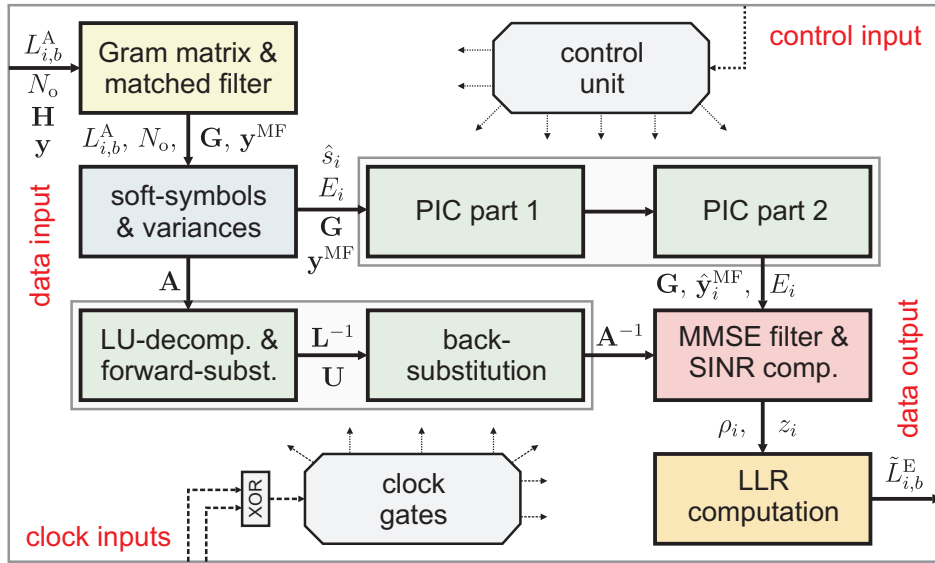 L^A_{i,b}
N_o
H
y
data input
Gram matrix &
matched filter
control
unit
control input
L^A_{i,b}, N_o, G, y^{MF}
soft-symbols
& variances
ŝ_i
E_i
G
y^{MF}
PIC part 1
PIC part 2
A
G, ŷ^{MF}_i, E_i
LU-decomp. &
forward-subst.
L^{-1}
U
back-
substitution
A^{-1}
MMSE filter &
SINR comp.
data output
ρ_i, z_i
XOR
clock
gates
clock inputs
LLR
computation
L̃^E_{i,b}